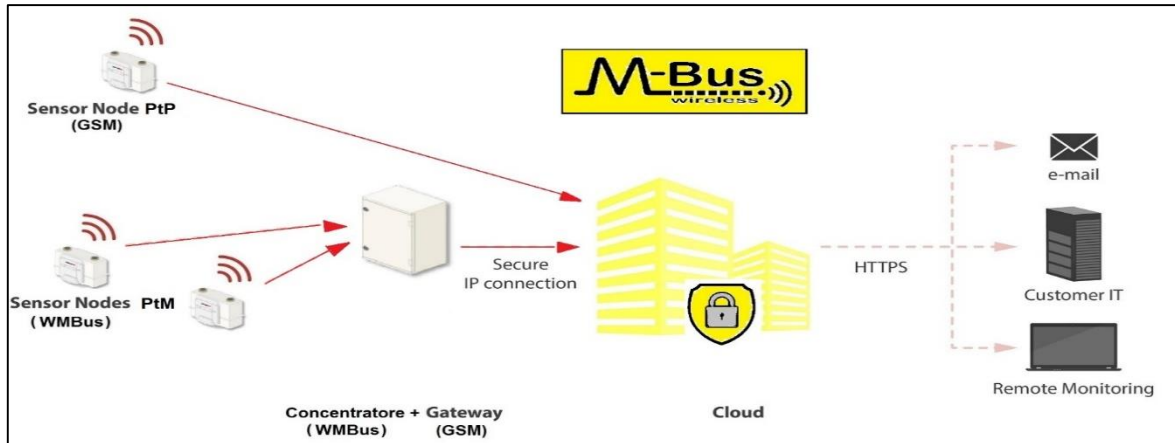 M-Bus
wireless
Sensor Node PtP
(GSM)
Sensor Nodes PtM
(WMBus)
Secure
IP connection
Concentratore + Gateway
(WMBus) (GSM)
Cloud
HTTPS
e-mail
Customer IT
Remote Monitoring